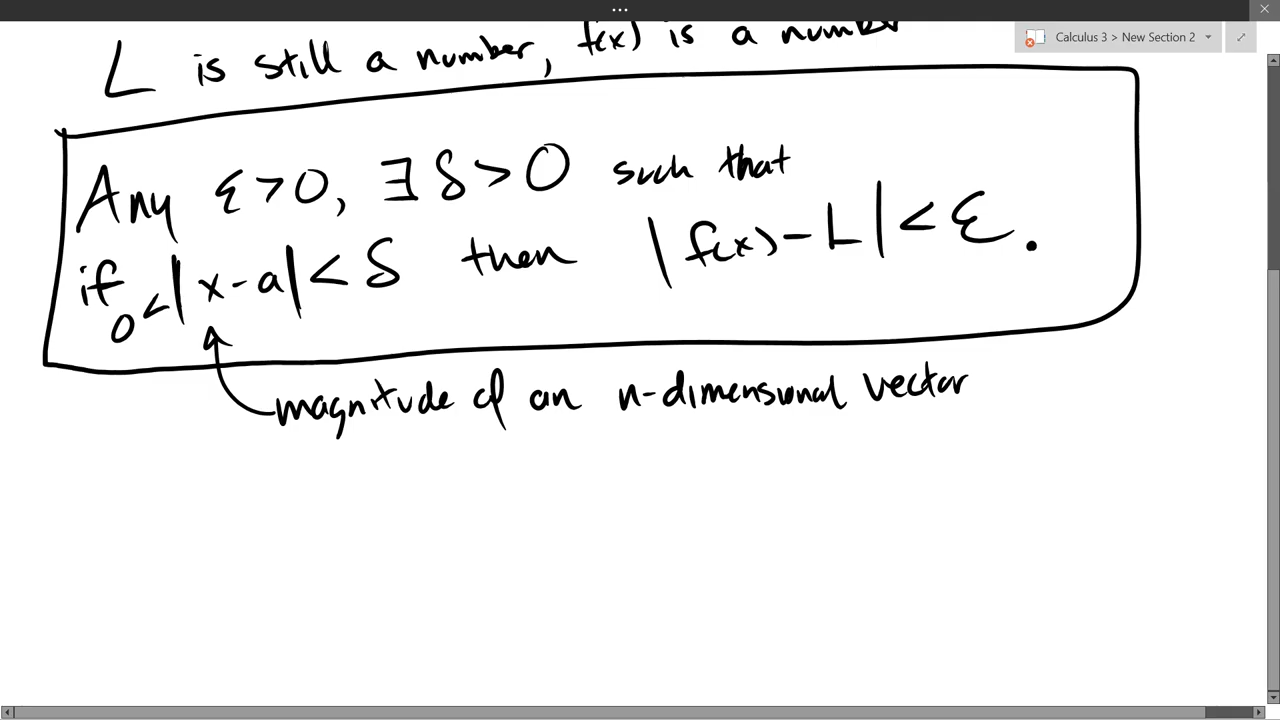 L is still a number, f(x) is a number
Calculus 3 > New Section 2
Any ε>0, ∃ δ>0 such that
if 0<|x-a|<δ then |f(x)-L|<ε.
magnitude of an n-dimensional vector